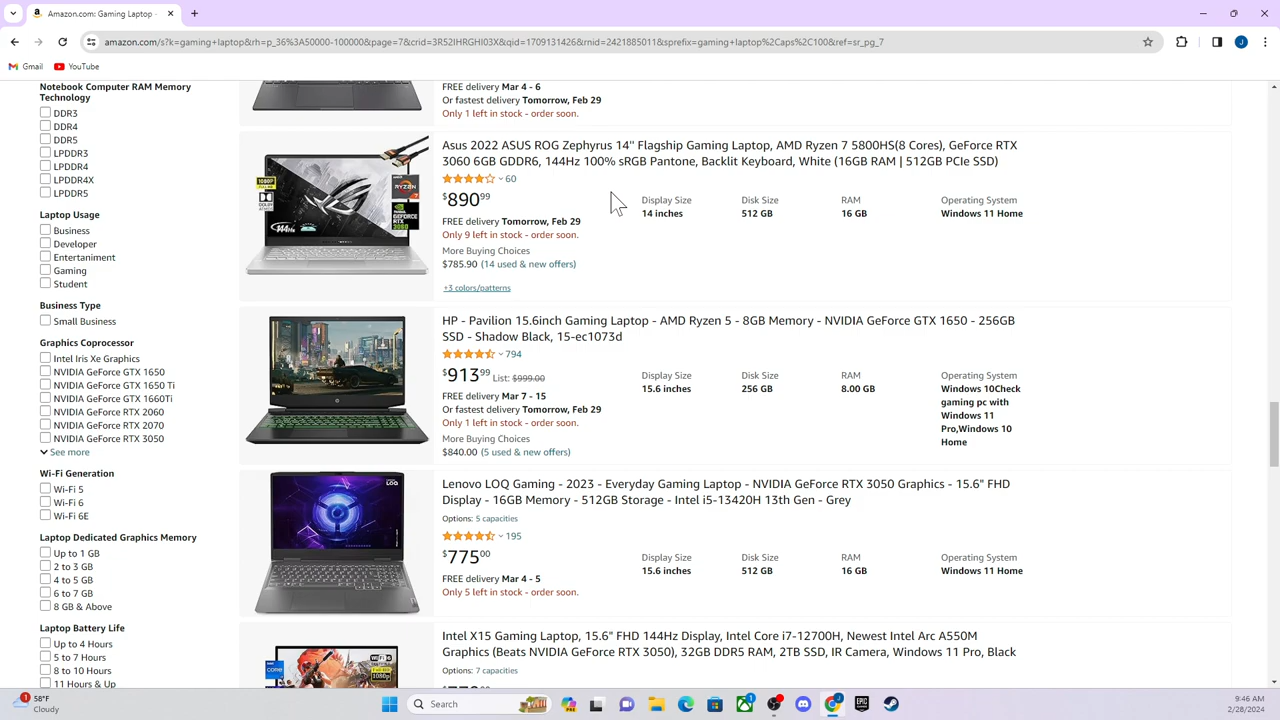 Amazon.com: Gaming Laptop -
amazon.com/s?k=gaming+laptop&rh=p_36%3A50000-100000&page=7&crid=3R52IHRGHI03X&qid=1709131426&rnid=2421885011&sprefix=gaming+laptop%2Caps%2C100&ref=sr_pg_7
J
Gmail
YouTube
Notebook Computer RAM Memory
Technology
DDR3
DDR4
DDR5
LPDDR3
LPDDR4
LPDDR4X
LPDDR5
Laptop Usage
Business
Developer
Entertaniment
Gaming
Student
Business Type
Small Business
Graphics Coprocessor
Intel Iris Xe Graphics
NVIDIA GeForce GTX 1650
NVIDIA GeForce GTX 1650 Ti
NVIDIA GeForce GTX 1660Ti
NVIDIA GeForce RTX 2060
NVIDIA GeForce RTX 2070
NVIDIA GeForce RTX 3050
See more
Wi-Fi Generation
Wi-Fi 5
Wi-Fi 6
Wi-Fi 6E
Laptop Dedicated Graphics Memory
Up to 1 GB
2 to 3 GB
4 to 5 GB
6 to 7 GB
8 GB & Above
Laptop Battery Life
Up to 4 Hours
5 to 7 Hours
8 to 10 Hours
11 Hours & Up
FREE delivery Mar 4 - 6
Or fastest delivery Tomorrow, Feb 29
Only 1 left in stock - order soon.
1080P
RYZEN
7
144Hz
GEFORCE
RTX
3060
Asus 2022 ASUS ROG Zephyrus 14" Flagship Gaming Laptop, AMD Ryzen 7 5800HS(8 Cores), GeForce RTX
3060 6GB GDDR6, 144Hz 100% sRGB Pantone, Backlit Keyboard, White (16GB RAM | 512GB PCIe SSD)
60
$890.99
FREE delivery Tomorrow, Feb 29
Only 9 left in stock - order soon.
More Buying Choices
$785.90 (14 used & new offers)
+3 colors/patterns
Display Size
14 inches
Disk Size
512 GB
RAM
16 GB
Operating System
Windows 11 Home
HP - Pavilion 15.6inch Gaming Laptop - AMD Ryzen 5 - 8GB Memory - NVIDIA GeForce GTX 1650 - 256GB
SSD - Shadow Black, 15-ec1073d
794
$913.99 List: $999.00
FREE delivery Mar 7 - 15
Or fastest delivery Tomorrow, Feb 29
Only 1 left in stock - order soon.
More Buying Choices
$840.00 (5 used & new offers)
Display Size
15.6 inches
Disk Size
256 GB
RAM
8.00 GB
Operating System
Windows 10Check
gaming pc with
Windows 11
Pro,Windows 10
Home
LOQ
Lenovo LOQ Gaming - 2023 - Everyday Gaming Laptop - NVIDIA GeForce RTX 3050 Graphics - 15.6" FHD
Display - 16GB Memory - 512GB Storage - Intel i5-13420H 13th Gen - Grey
Options: 5 capacities
195
$775.00
FREE delivery Mar 4 - 5
Only 5 left in stock - order soon.
Display Size
15.6 inches
Disk Size
512 GB
RAM
16 GB
Operating System
Windows 11 Home
CORE
1080p
Intel X15 Gaming Laptop, 15.6" FHD 144Hz Display, Intel Core i7-12700H, Newest Intel Arc A550M
Graphics (Beats NVIDIA GeForce RTX 3050), 32GB DDR5 RAM, 2TB SSD, IR Camera, Windows 11 Pro, Black
Options: 7 capacities
1
58°F
Cloudy
Search
1
J
EPIC
9:46 AM
2/28/2024